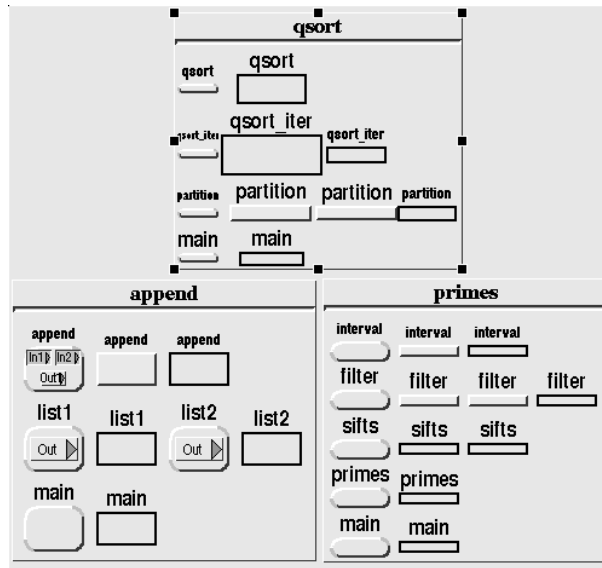 qsort
qsort qsort
qsort_iter qsort_iter qsort_iter
partition partition partition partition
main main
append
append append append
In1 In2
Out
list1 list1 list2 list2
Out Out
main main
primes
interval interval interval
filter filter filter filter
sifts sifts sifts
primes primes
main main